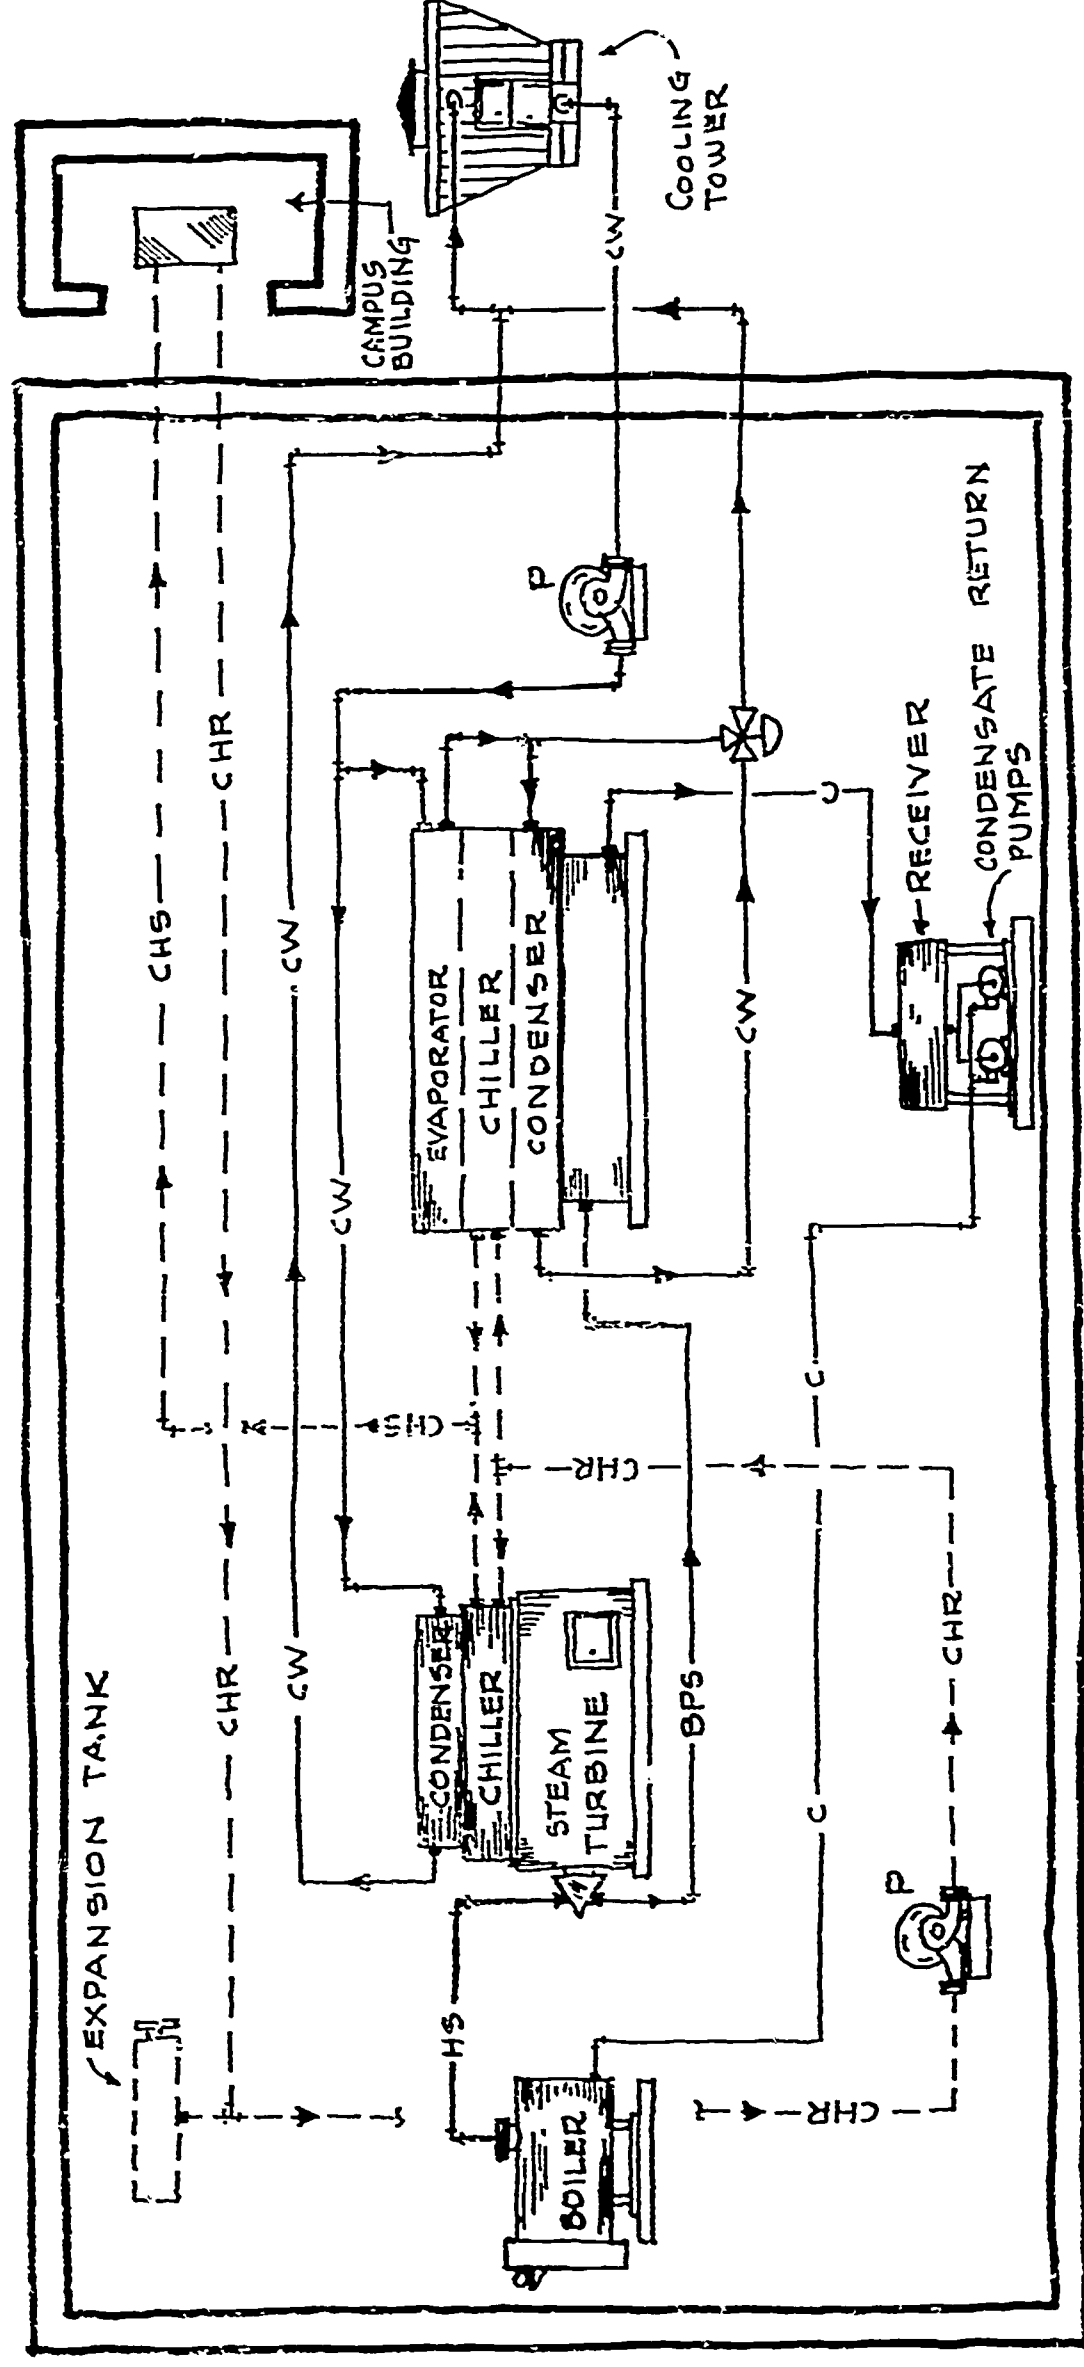 EXPANSION TANK
CAMPUS
BUILDING
COOLING
TOWER
CHS
CHR
CHR
CW
CW
CW
CW
CHS
CHR
P
EVAPORATOR
CHILLER
CONDENSER
CONDENSER
CHILLER
STEAM
TURBINE
HS
BPS
CW
BOILER
C
C
C
RECEIVER
CONDENSATE RETURN
PUMPS
CHR
CHR
P